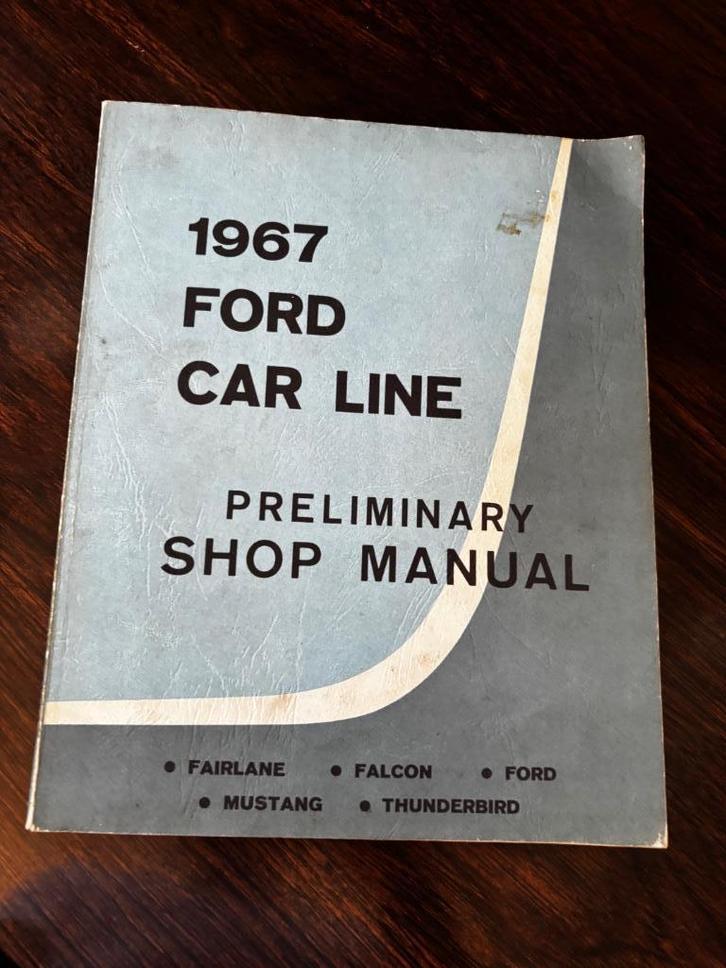 1967
FORD
CAR LINE
PRELIMINARY
SHOP MANUAL
• FAIRLANE • FALCON • FORD
• MUSTANG • THUNDERBIRD